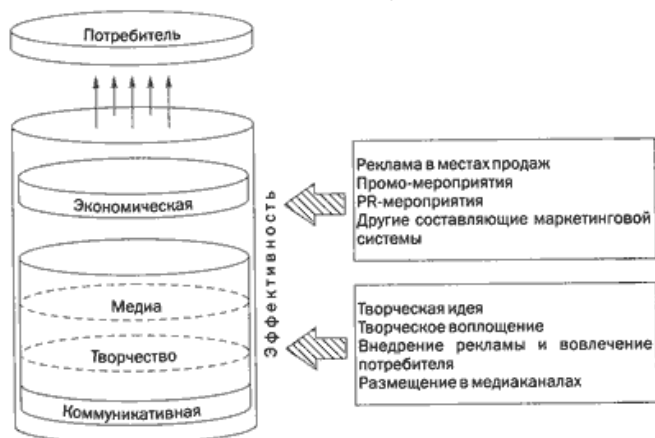 Потребитель
Экономическая
Медиа
Творчество
Коммуникативная
Эффективность
Реклама в местах продаж
Промо-мероприятия
PR-мероприятия
Другие составляющие маркетинговой
системы
Творческая идея
Творческое воплощение
Внедрение рекламы и вовлечение
потребителя
Размещение в медиаканалах